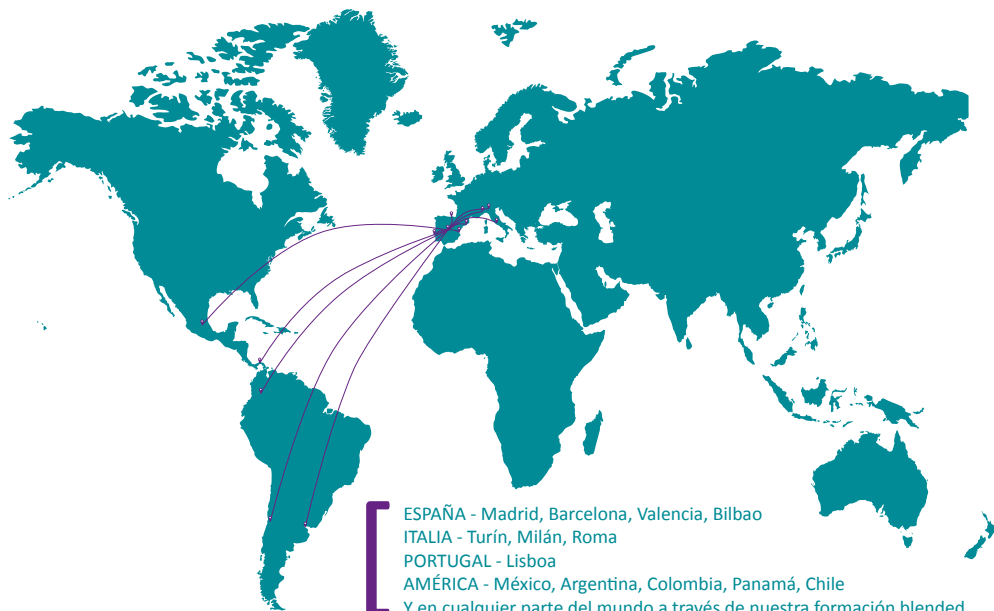 ESPAÑA - Madrid, Barcelona, Valencia, Bilbao
ITALIA - Turín, Milán, Roma
PORTUGAL - Lisboa
AMÉRICA - México, Argentina, Colombia, Panamá, Chile
Y en cualquier parte del mundo a través de nuestra formación blended